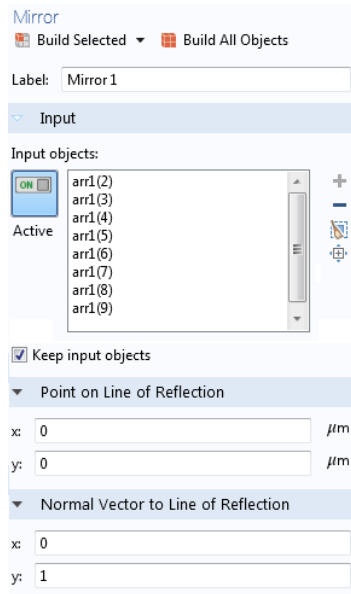 Mirror
Build Selected Build All Objects
Label: Mirror 1
Input
Input objects:
ON
Active
arr1(2)
arr1(3)
arr1(4)
arr1(5)
arr1(6)
arr1(7)
arr1(8)
arr1(9)
Keep input objects
Point on Line of Reflection
x: 0 μm
y: 0 μm
Normal Vector to Line of Reflection
x: 0
y: 1